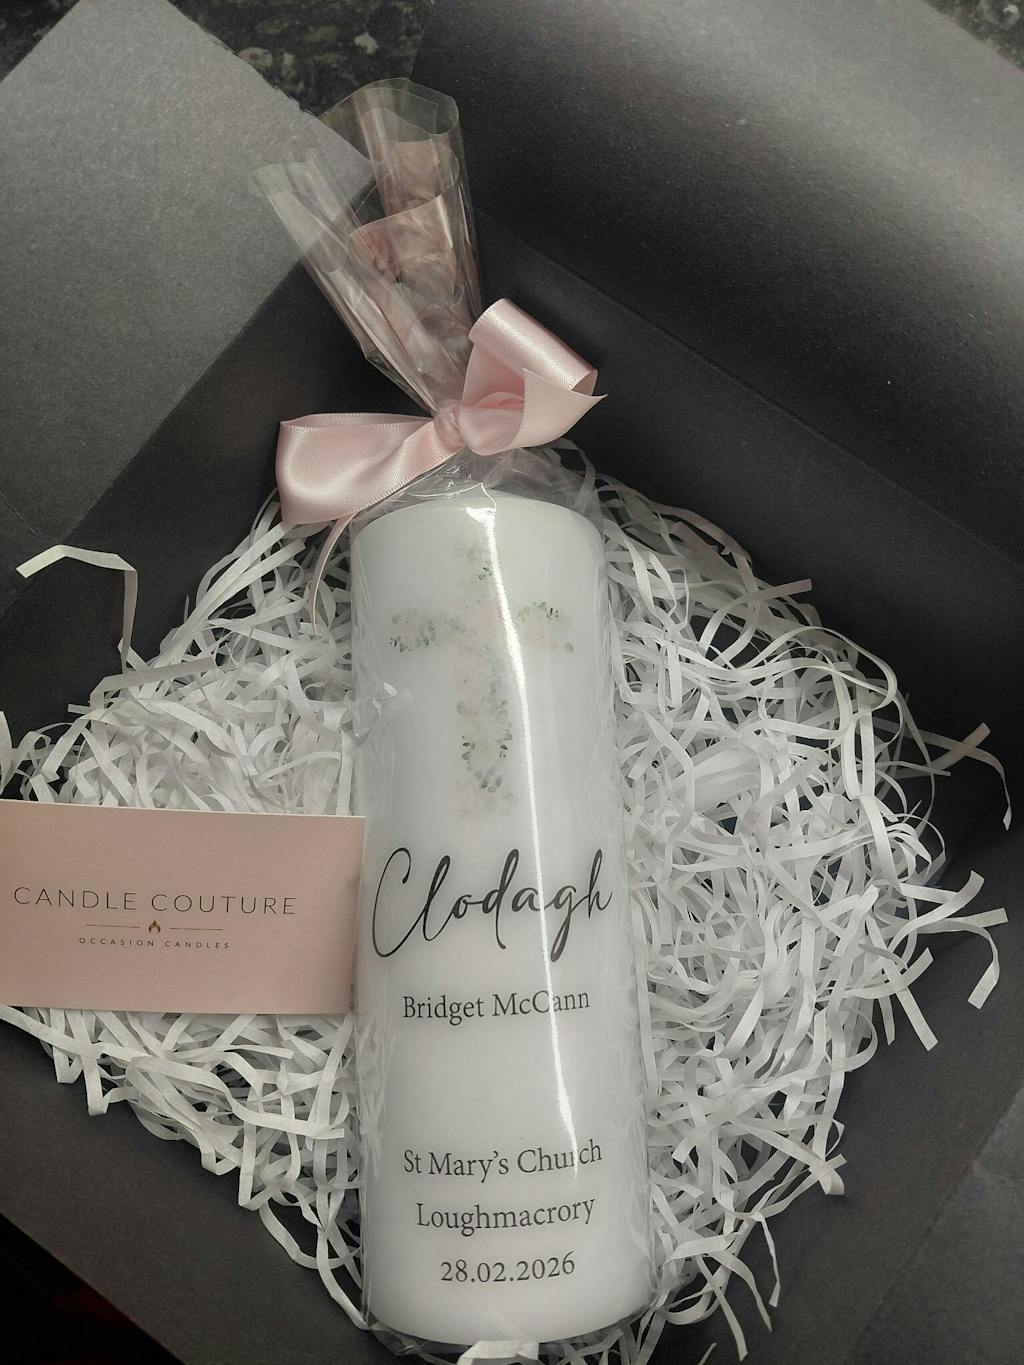 CANDLE COUTURE
OCCASION CANDLES
Clodagh
Bridget McCann
St Mary's Church
Loughmacrory
28.02.2026